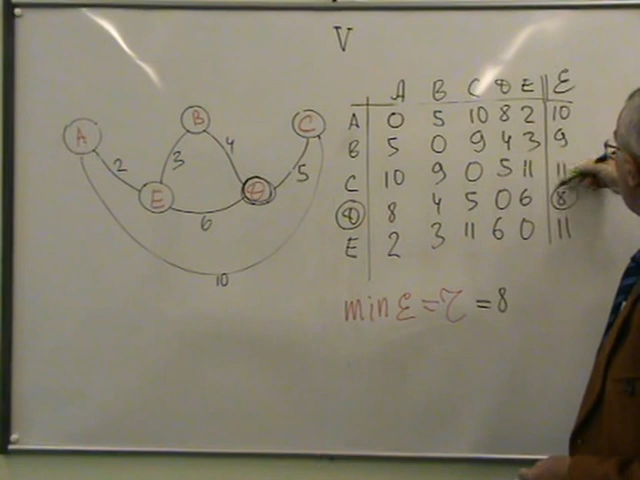 V
A B C D E ε
A 0 5 10 8 2 10
B 5 0 9 4 3 9
C 10 9 0 5 11 11
D 8 4 5 0 6 8
E 2 3 11 6 0 11
min ε = τ = 8
A B C
E D
2 3 4 5
6
10